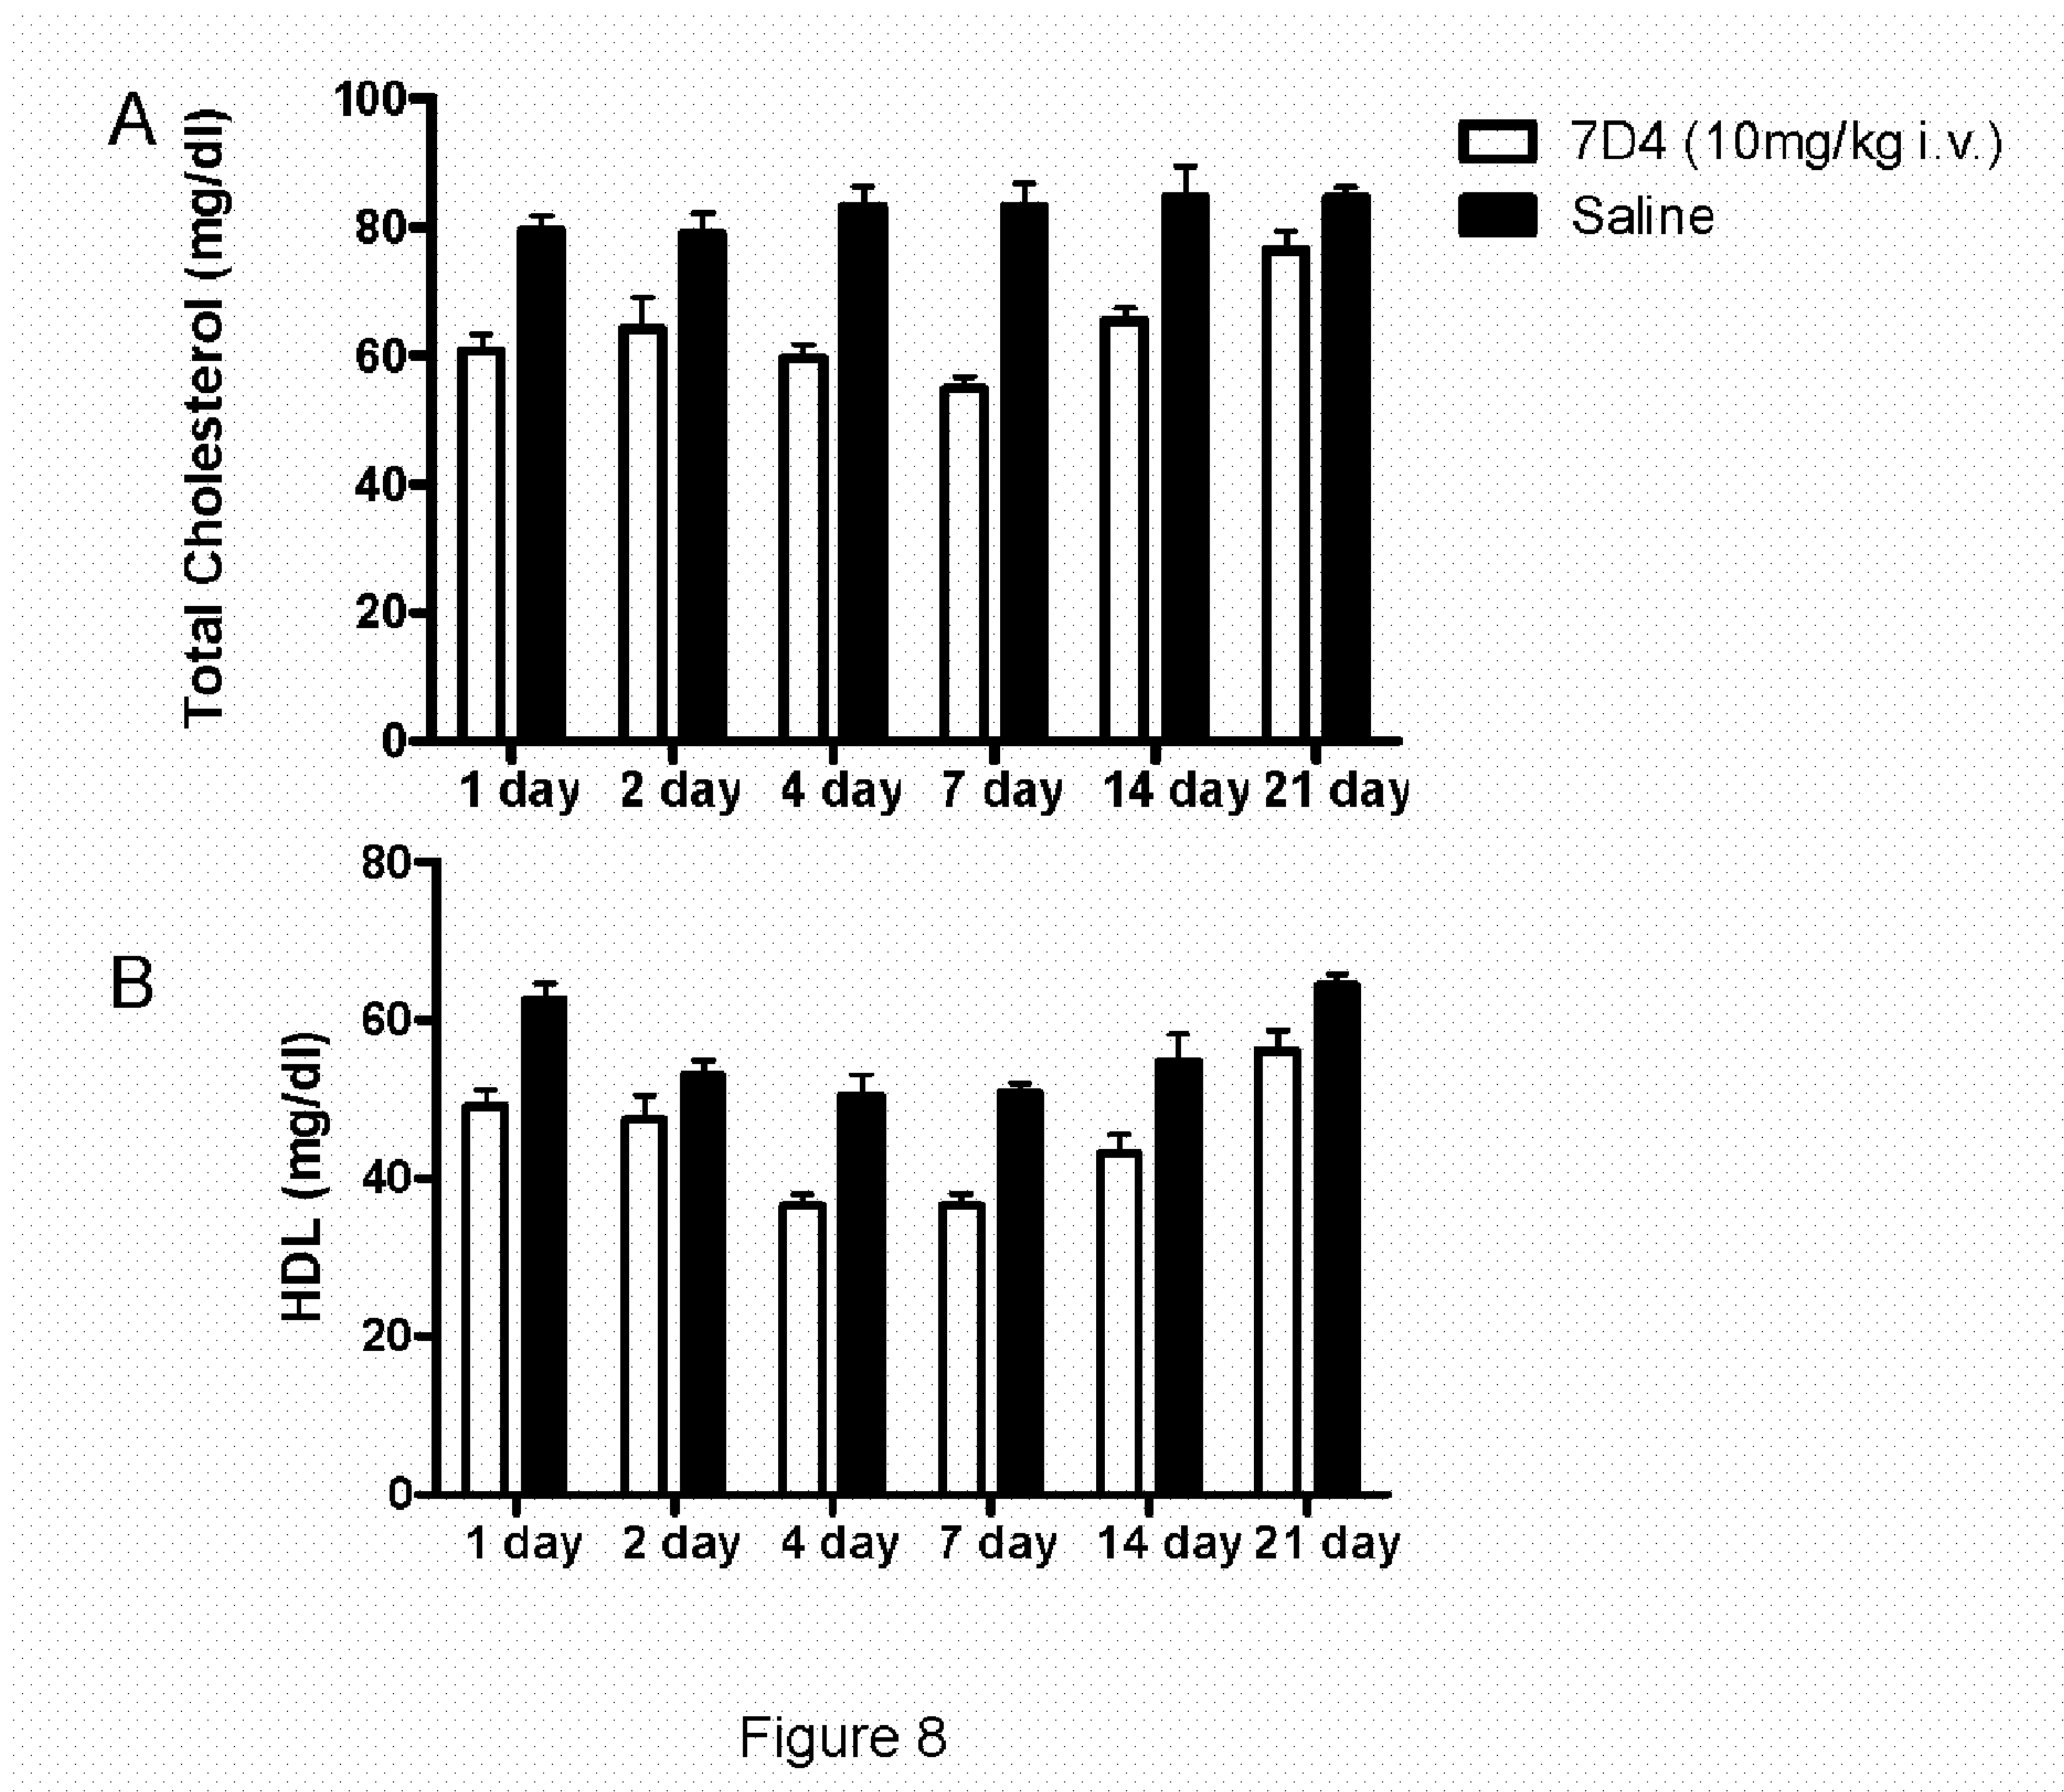 A
Total Cholesterol (mg/dl)
100
80
60
40
20
0
1 day 2 day 4 day 7 day 14 day 21 day
7D4 (10mg/kg i.v.)
Saline
B
HDL (mg/dl)
80
60
40
20
0
1 day 2 day 4 day 7 day 14 day 21 day
Figure 8